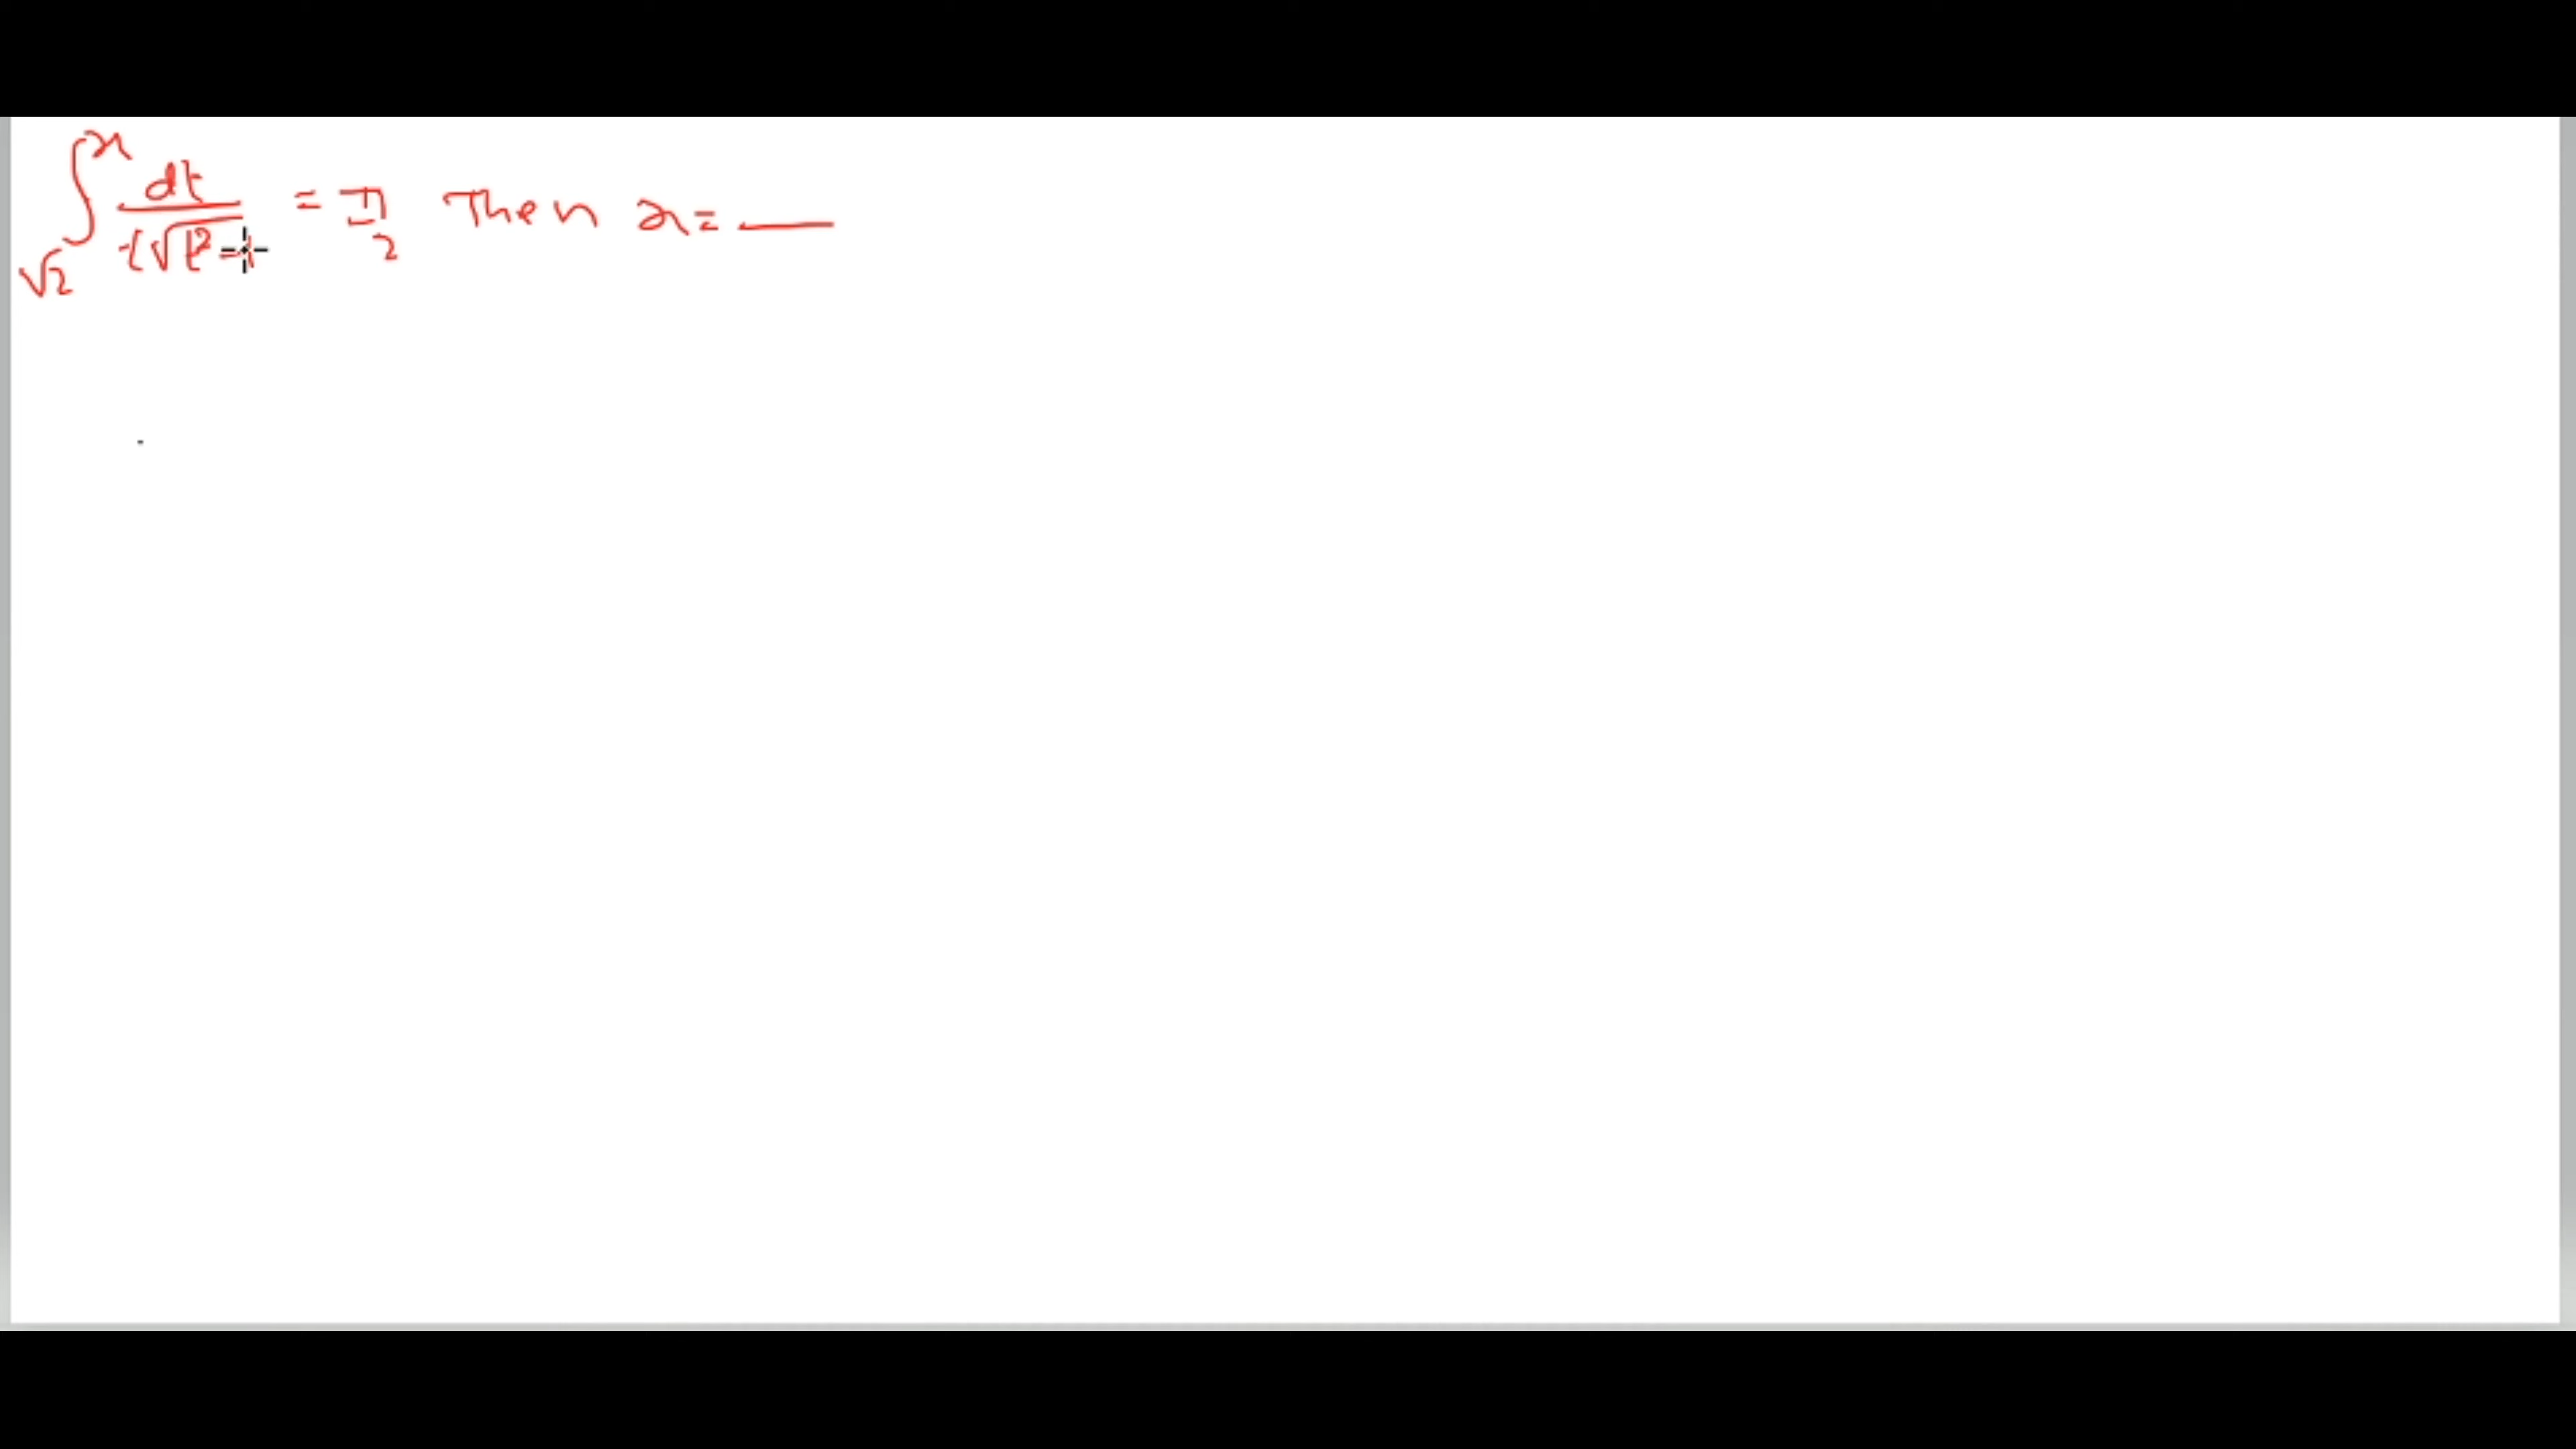 ∫_{√2}^{x} dt/(t√(t²-1)) = π/2 Then x = ___